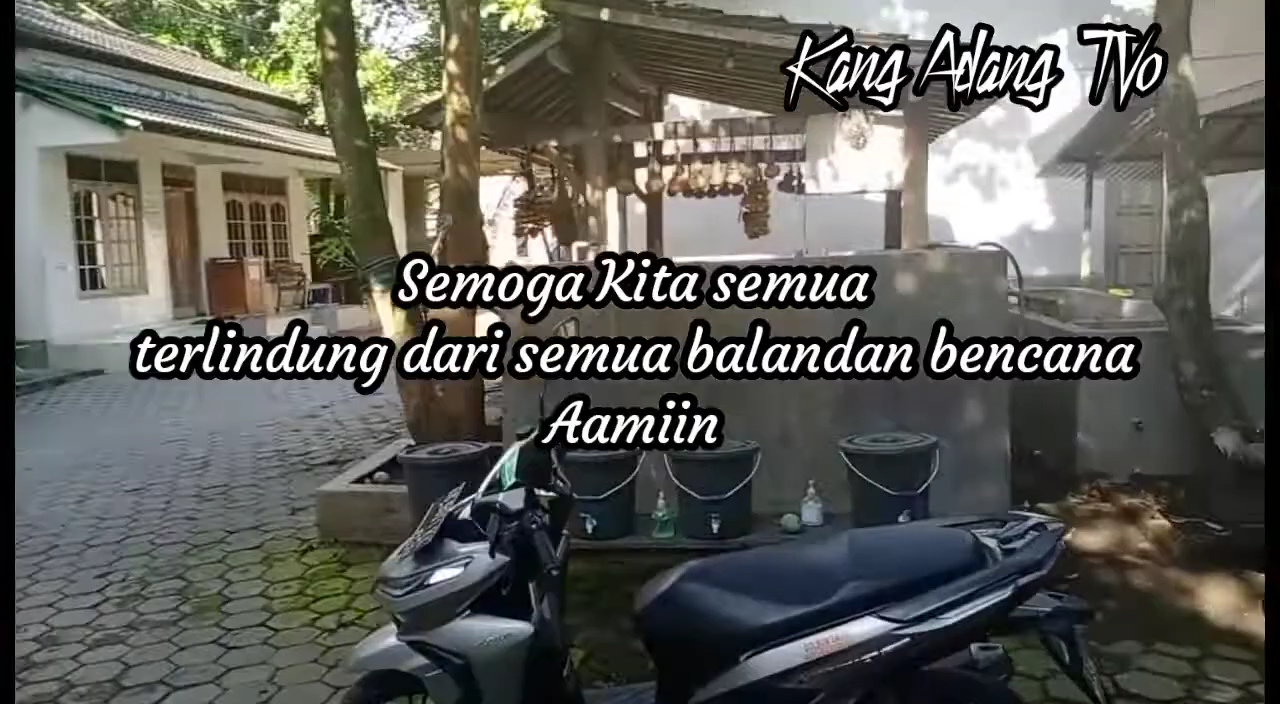 Kang Adang TVo
Semoga Kita semua
terlindung dari semua balandan bencana
Aamiin